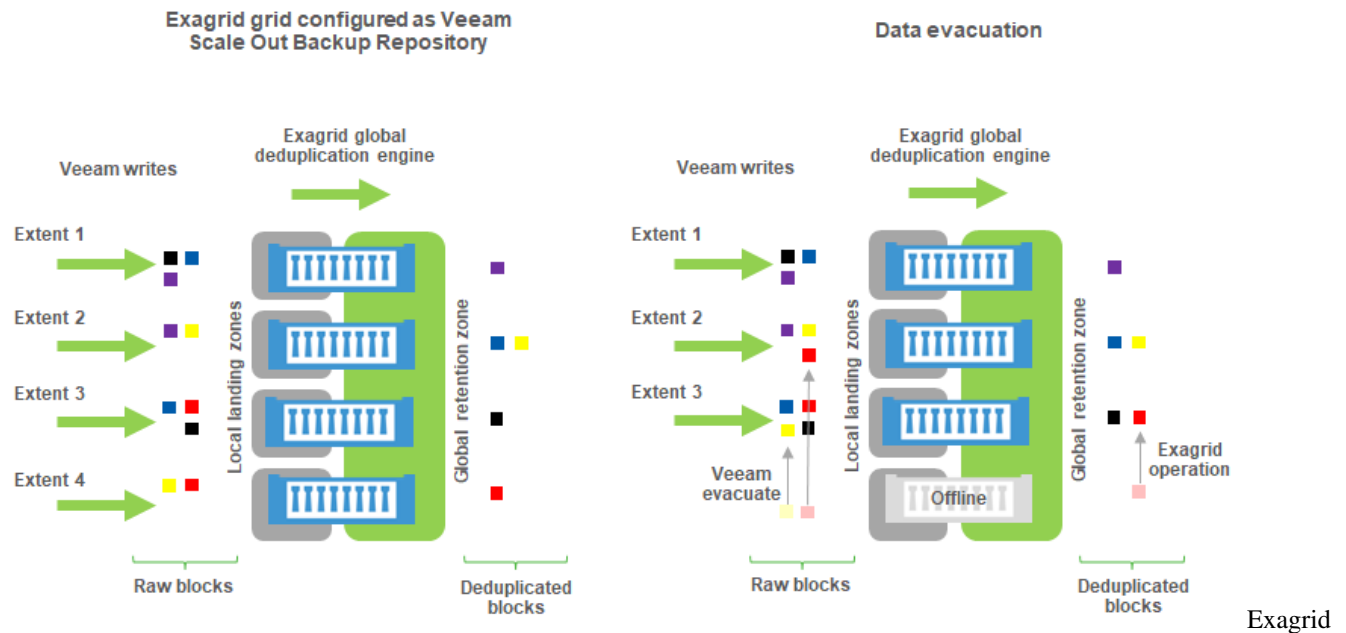 Exagrid grid configured as Veeam
Scale Out Backup Repository
Exagrid global
deduplication engine
Veeam writes
Extent 1
Extent 2
Extent 3
Extent 4
Local landing zones
Global retention zone
Raw blocks
Deduplicated
blocks
Data evacuation
Exagrid global
deduplication engine
Veeam writes
Extent 1
Extent 2
Extent 3
Veeam
evacuate
Local landing zones
Offline
Global retention zone
Exagrid
operation
Raw blocks
Deduplicated
blocks
Exagrid